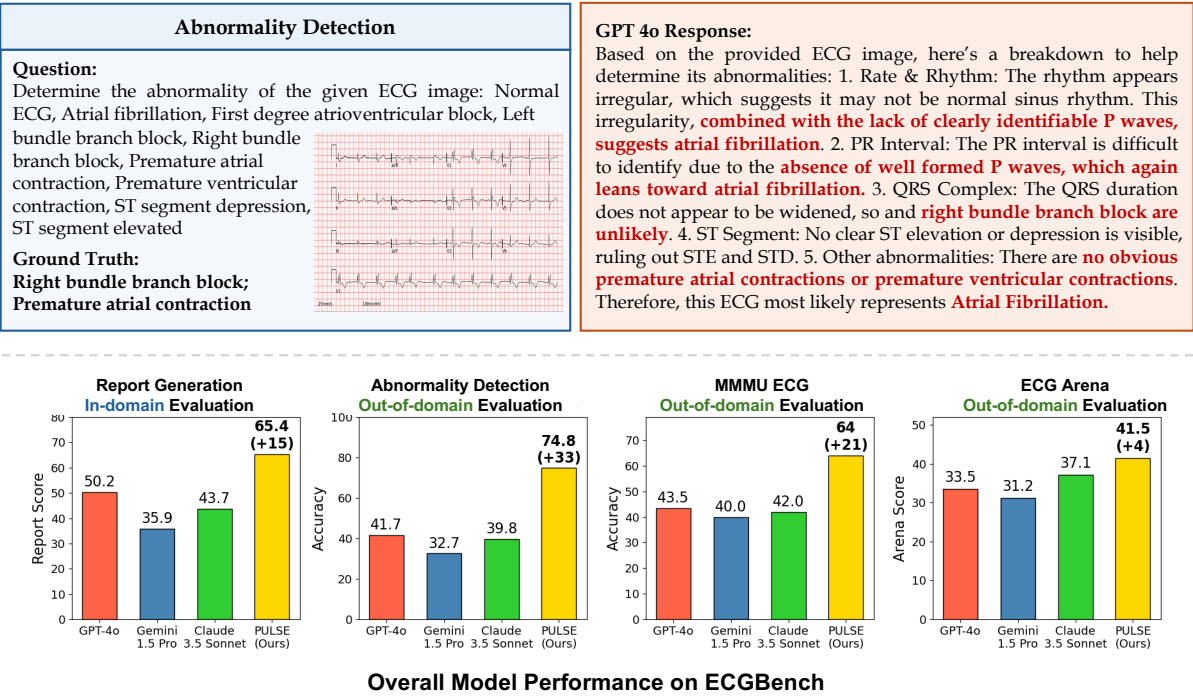 Abnormality Detection
Question:
Determine the abnormality of the given ECG image: Normal
ECG, Atrial fibrillation, First degree atrioventricular block, Left
bundle branch block, Right bundle
branch block, Premature atrial
contraction, Premature ventricular
contraction, ST segment depression,
ST segment elevated
Ground Truth:
Right bundle branch block;
Premature atrial contraction
25mm/s 10mm/mV
GPT 4o Response:
Based on the provided ECG image, here's a breakdown to help
determine its abnormalities: 1. Rate & Rhythm: The rhythm appears
irregular, which suggests it may not be normal sinus rhythm. This
irregularity, combined with the lack of clearly identifiable P waves,
suggests atrial fibrillation. 2. PR Interval: The PR interval is difficult
to identify due to the absence of well formed P waves, which again
leans toward atrial fibrillation. 3. QRS Complex: The QRS duration
does not appear to be widened, so and right bundle branch block are
unlikely. 4. ST Segment: No clear ST elevation or depression is visible,
ruling out STE and STD. 5. Other abnormalities: There are no obvious
premature atrial contractions or premature ventricular contractions.
Therefore, this ECG most likely represents Atrial Fibrillation.
Report Generation
In-domain Evaluation
Report Score
80
70
60
50
40
30
20
10
0
50.2
35.9
43.7
65.4
(+15)
GPT-4o
Gemini
1.5 Pro
Claude
3.5 Sonnet
PULSE
(Ours)
Abnormality Detection
Out-of-domain Evaluation
Accuracy
100
80
60
40
20
0
41.7
32.7
39.8
74.8
(+33)
GPT-4o
Gemini
1.5 Pro
Claude
3.5 Sonnet
PULSE
(Ours)
MMMU ECG
Out-of-domain Evaluation
Accuracy
70
60
50
40
30
20
10
0
43.5
40.0
42.0
64
(+21)
GPT-4o
Gemini
1.5 Pro
Claude
3.5 Sonnet
PULSE
(Ours)
ECG Arena
Out-of-domain Evaluation
Arena Score
50
40
30
20
10
0
33.5
31.2
37.1
41.5
(+4)
GPT-4o
Gemini
1.5 Pro
Claude
3.5 Sonnet
PULSE
(Ours)
Overall Model Performance on ECGBench